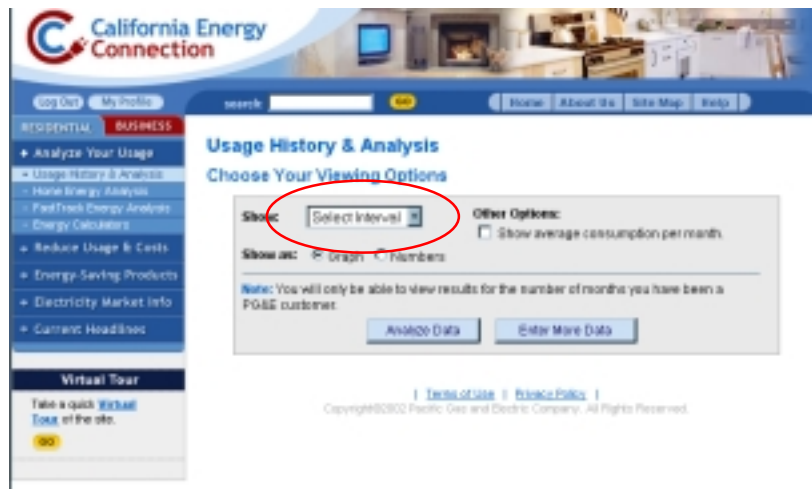 California Energy
Connection
Log Out
My Profile
search
GO
Home
About Us
Site Map
Help
RESIDENTIAL
BUSINESS
Analyze Your Usage
- Usage History & Analysis
- Home Energy Analysis
- FastTrack Energy Analysis
- Energy Calculators
Reduce Usage & Costs
Energy-Saving Products
Electricity Market Info
Current Headlines
Virtual Tour
Take a quick Virtual
Tour of the site.
GO
Usage History & Analysis
Choose Your Viewing Options
Show: Select Interval
Other Options:
Show average consumption per month.
Show as: Graph Numbers
Note: You will only be able to view results for the number of months you have been a
PG&E customer.
Analyze Data
Enter More Data
| Terms of Use | Privacy Policy |
Copyright©2002 Pacific Gas and Electric Company. All Rights Reserved.